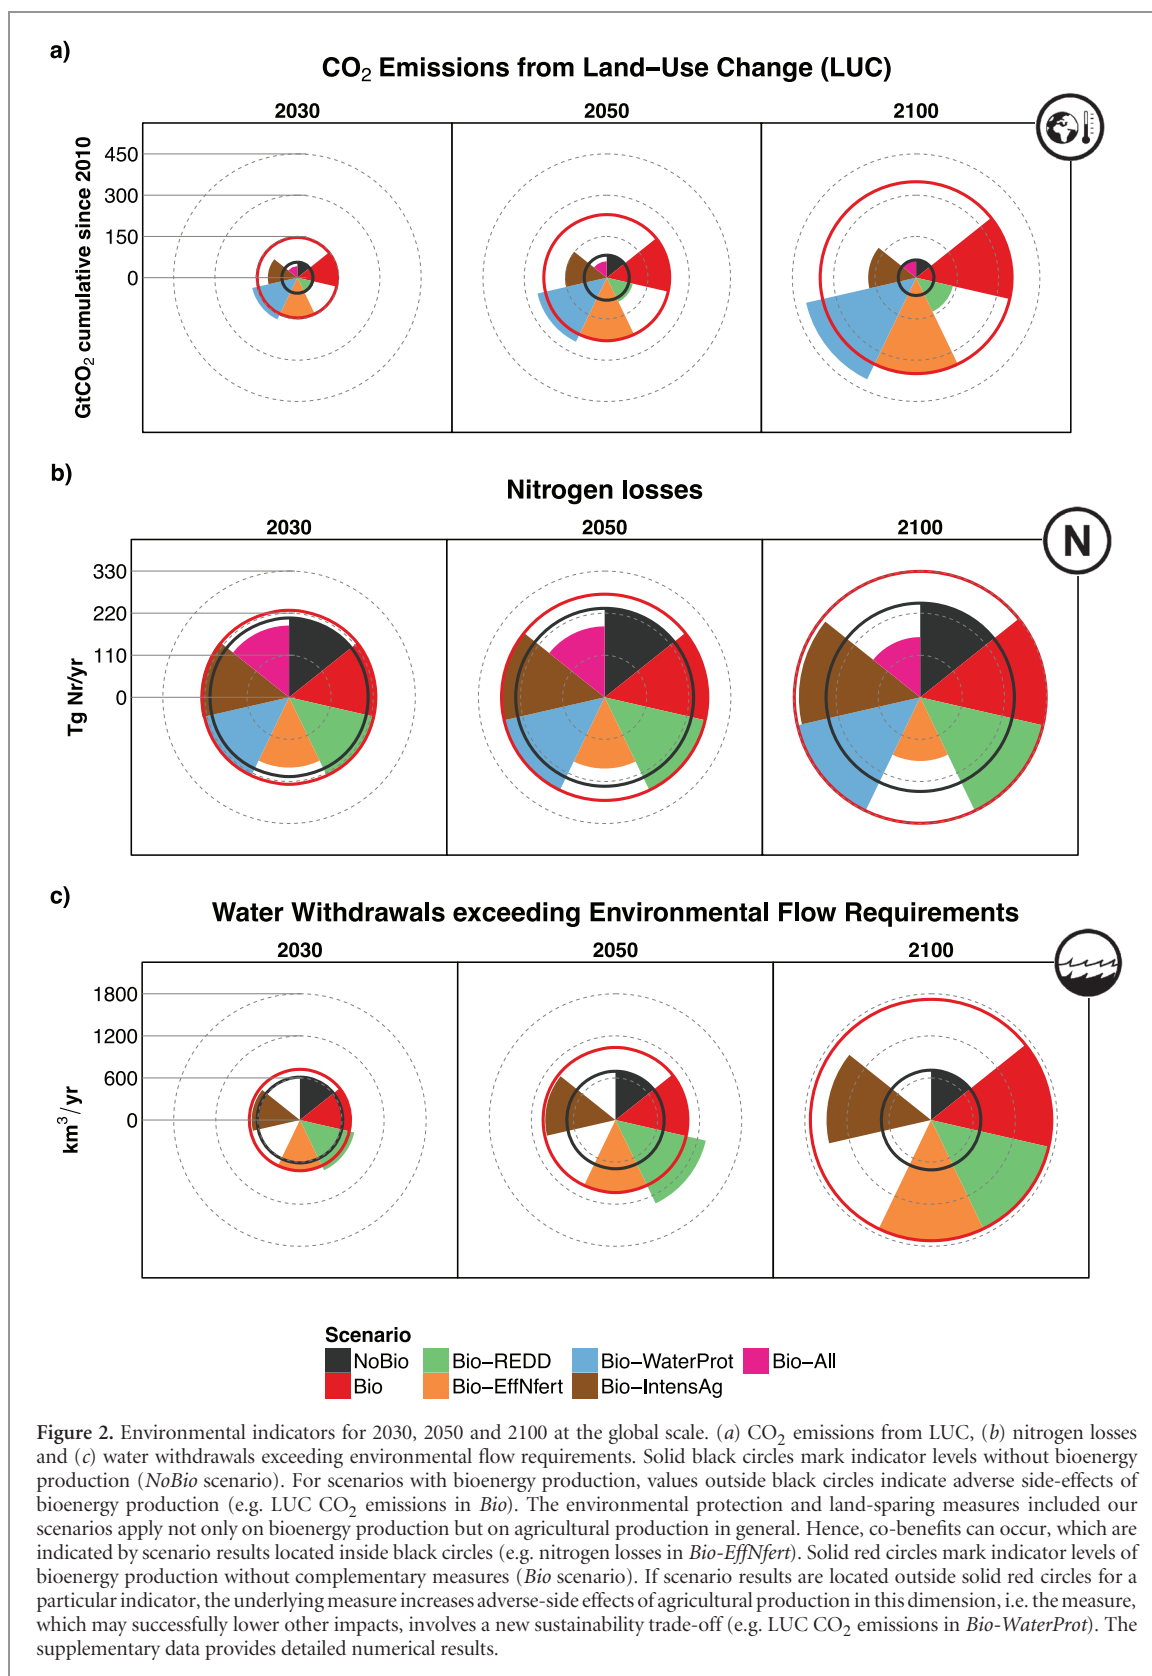 a)
CO₂ Emissions from Land–Use Change (LUC)
2030 2050 2100
GtCO₂ cumulative since 2010
450
300
150
0
b)
Nitrogen losses
2030 2050 2100
N
Tg Nr/yr
330
220
110
0
c)
Water Withdrawals exceeding Environmental Flow Requirements
2030 2050 2100
km³/yr
1800
1200
600
0
Scenario
NoBio Bio–REDD Bio–WaterProt Bio–All
Bio Bio–EffNfert Bio–IntensAg
Figure 2. Environmental indicators for 2030, 2050 and 2100 at the global scale. (a) CO₂ emissions from LUC, (b) nitrogen losses
and (c) water withdrawals exceeding environmental flow requirements. Solid black circles mark indicator levels without bioenergy
production (NoBio scenario). For scenarios with bioenergy production, values outside black circles indicate adverse side-effects of
bioenergy production (e.g. LUC CO₂ emissions in Bio). The environmental protection and land-sparing measures included our
scenarios apply not only on bioenergy production but on agricultural production in general. Hence, co-benefits can occur, which are
indicated by scenario results located inside black circles (e.g. nitrogen losses in Bio-EffNfert). Solid red circles mark indicator levels of
bioenergy production without complementary measures (Bio scenario). If scenario results are located outside solid red circles for a
particular indicator, the underlying measure increases adverse-side effects of agricultural production in this dimension, i.e. the measure,
which may successfully lower other impacts, involves a new sustainability trade-off (e.g. LUC CO₂ emissions in Bio-WaterProt). The
supplementary data provides detailed numerical results.